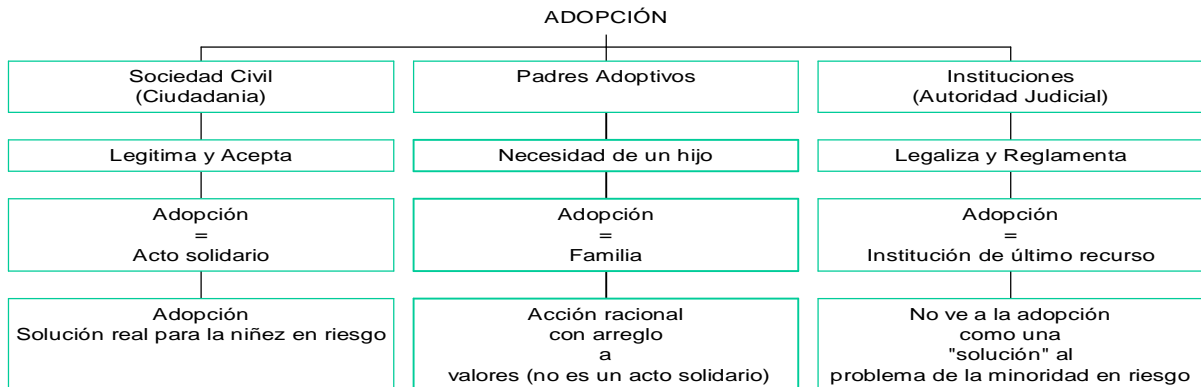 ADOPCIÓN
Sociedad Civil
(Ciudadania)
Padres Adoptivos
Instituciones
(Autoridad Judicial)
Legitima y Acepta
Necesidad de un hijo
Legaliza y Reglamenta
Adopción
=
Acto solidario
Adopción
=
Familia
Adopción
=
Institución de último recurso
Adopción
Solución real para la niñez en riesgo
Acción racional
con arreglo
a
valores (no es un acto solidario)
No ve a la adopción
como una
"solución" al
problema de la minoridad en riesgo